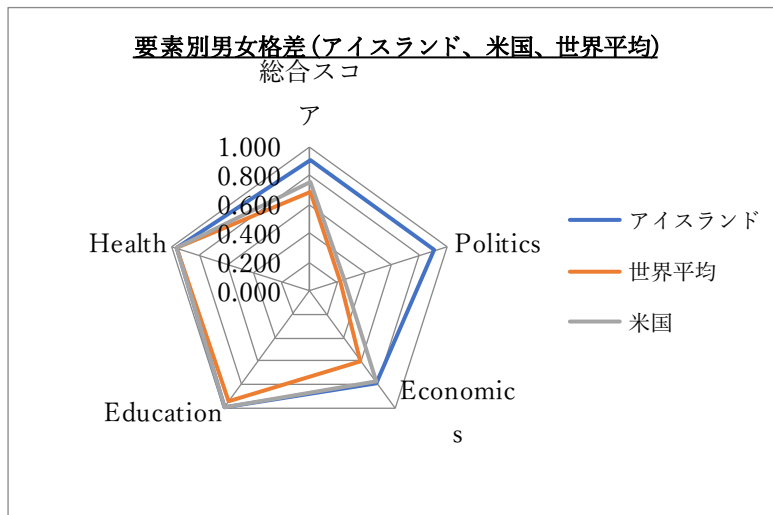 要素別男女格差(アイスランド、米国、世界平均)
総合スコ
ア
1.000
0.800
0.600
0.400
0.200
0.000
Health
Politics
Education
Economic
s
アイスランド
世界平均
米国